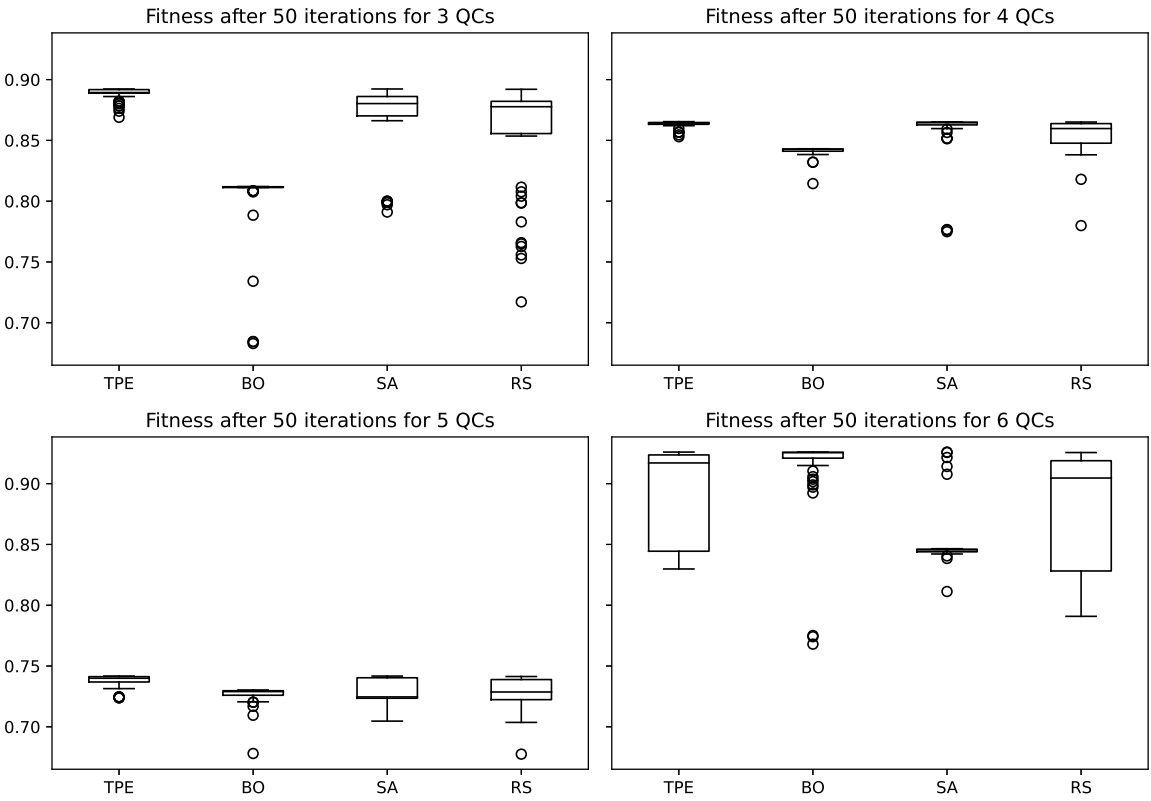 Fitness after 50 iterations for 3 QCs
0.90
0.85
0.80
0.75
0.70
TPE BO SA RS
Fitness after 50 iterations for 4 QCs
TPE BO SA RS
Fitness after 50 iterations for 5 QCs
0.90
0.85
0.80
0.75
0.70
TPE BO SA RS
Fitness after 50 iterations for 6 QCs
TPE BO SA RS